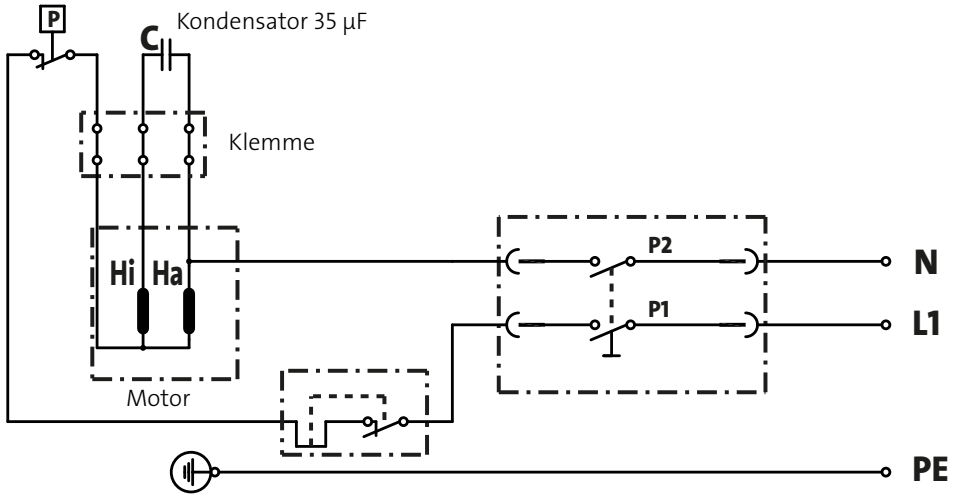 P
C
Kondensator 35 µF
Klemme
Hi Ha
P2
N
P1
L1
Motor
PE